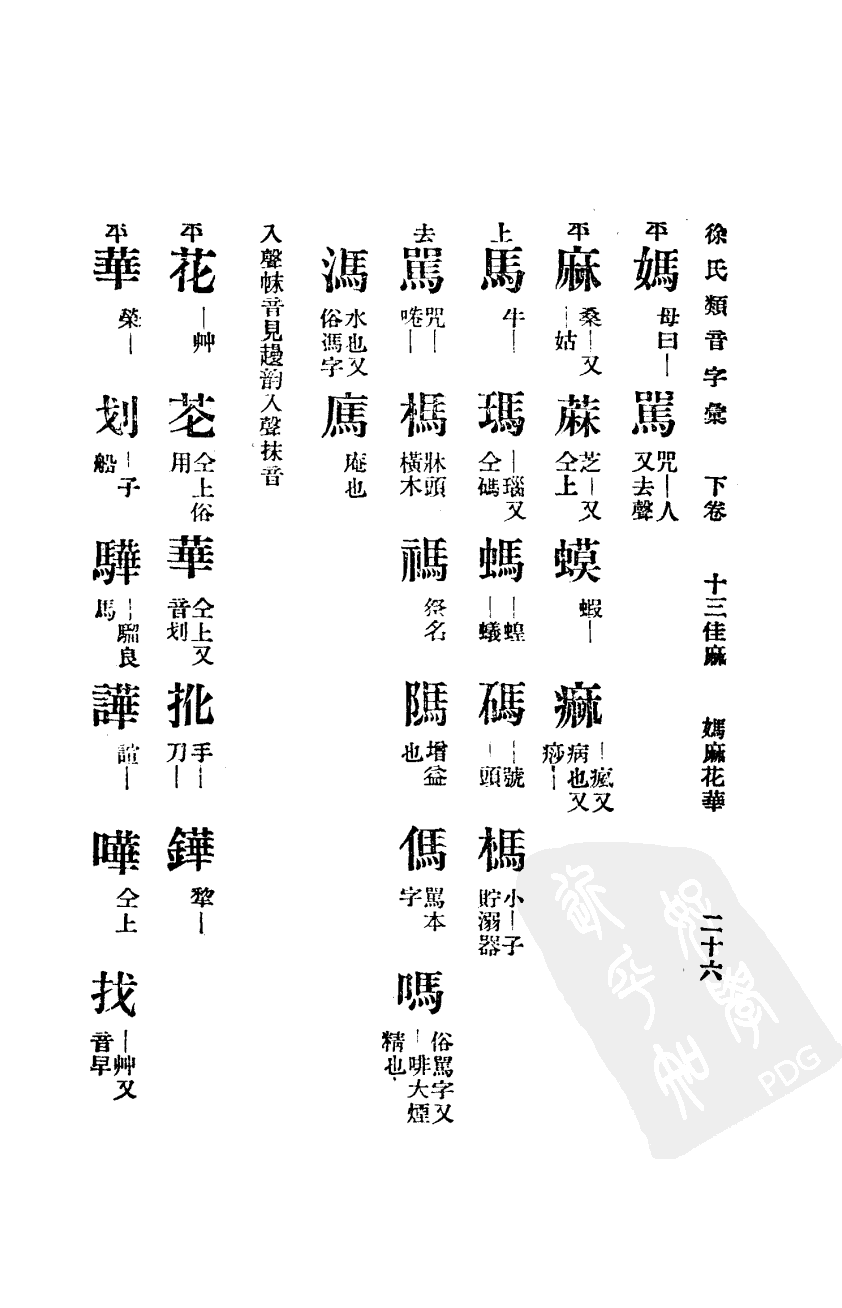 徐氏類音字彙 下卷 十三佳麻 媽麻花華 二十六
平 媽 母曰｜ 罵 咒｜人又去聲
平 麻 桑｜又｜姑 蔴 芝｜又仝上 蟆 蝦｜ 痲 ｜瘋又病也又痧｜
上 馬 牛｜ 瑪 ｜瑙又仝碼 螞 ｜蝗｜蟻 碼 ｜號｜頭 榪 小｜子貯溺器
去 罵 咒｜唴｜ 榪 牀頭橫木 禡 祭名 隖 增益也 傌 罵本字 嗎 俗罵字又｜啡大煙精也
溤 水也又俗馮字 㢗 庵也
入聲帓音見趨韵入聲抹音
平 花 ｜艸 芲 仝上俗用 華 仝上又音划 㧌 手｜刀｜ 鏵 犂｜
平 華 榮｜ 划 ｜子船 驊 ｜騮良馬 譁 諠｜ 嘩 仝上 找 ｜艸又音早